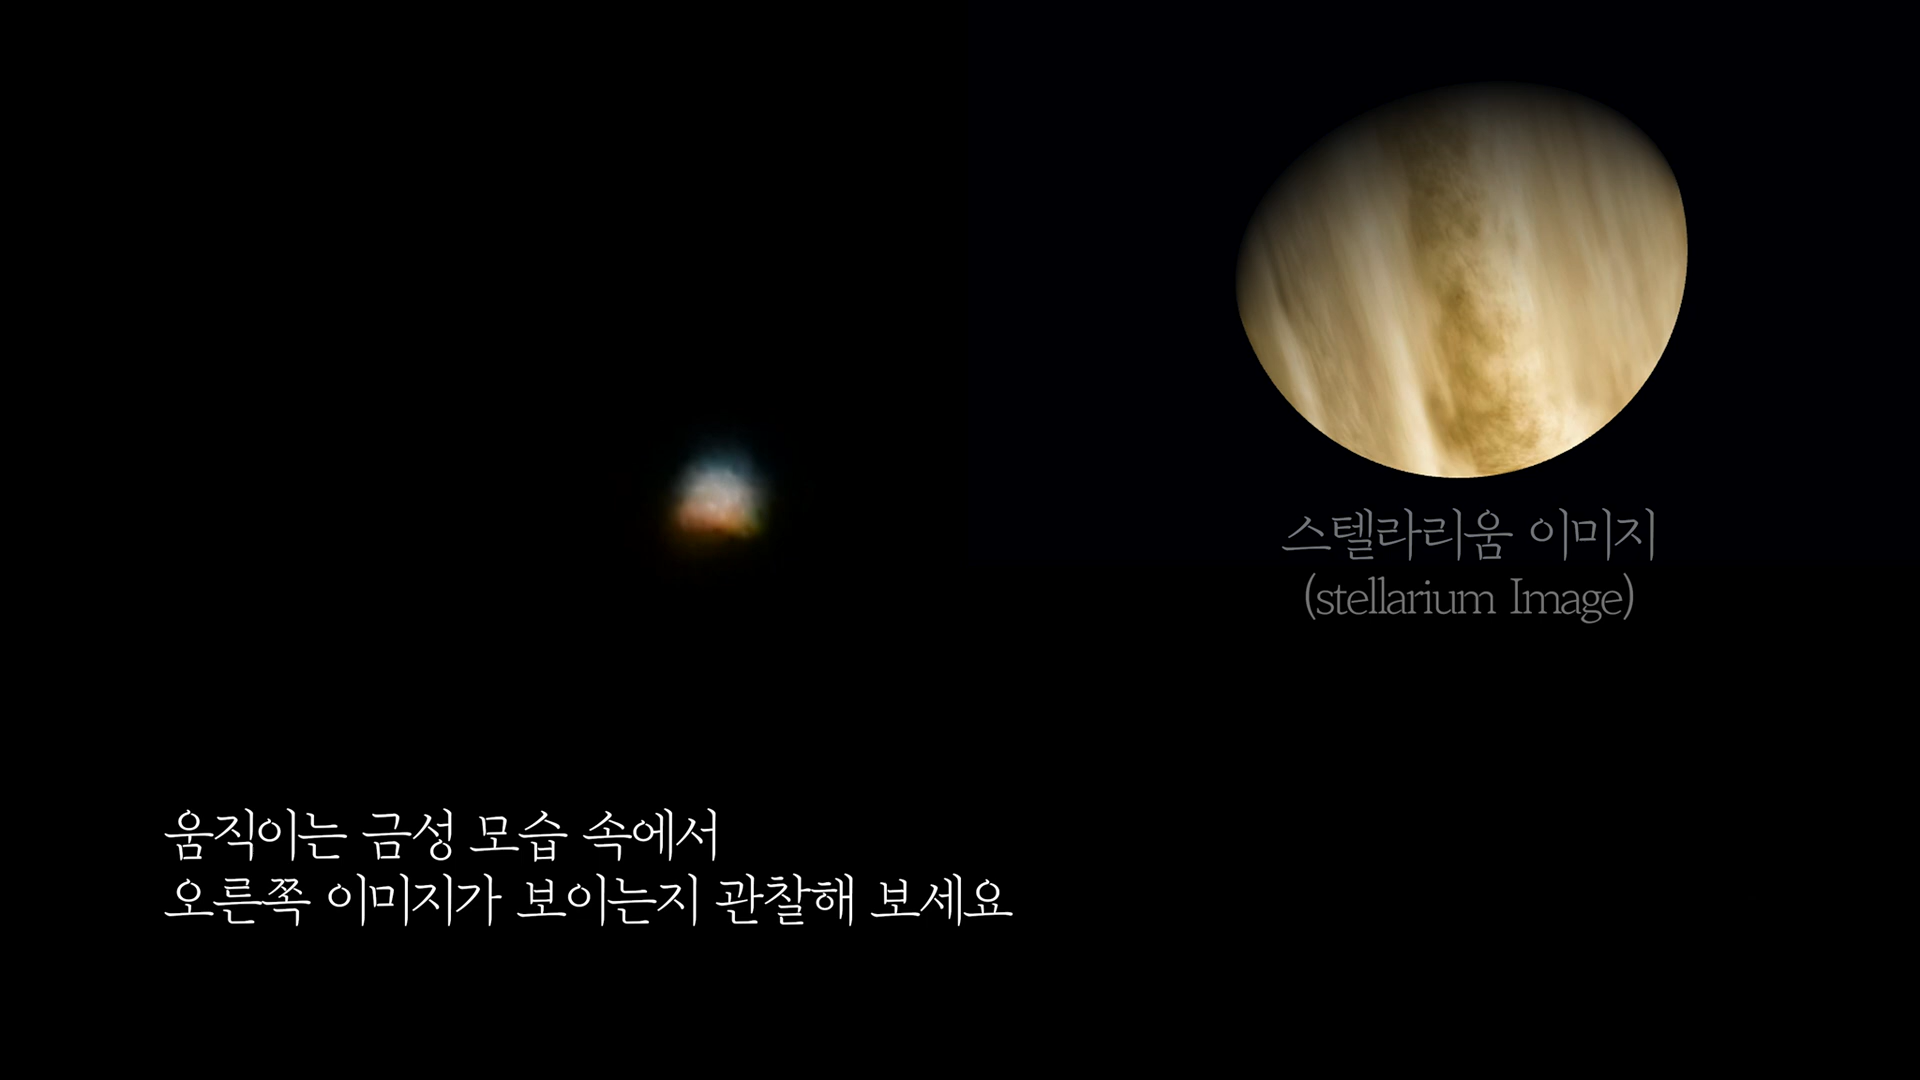 스텔라리움 이미지
(stellarium Image)
움직이는 금성 모습 속에서
오른쪽 이미지가 보이는지 관찰해 보세요